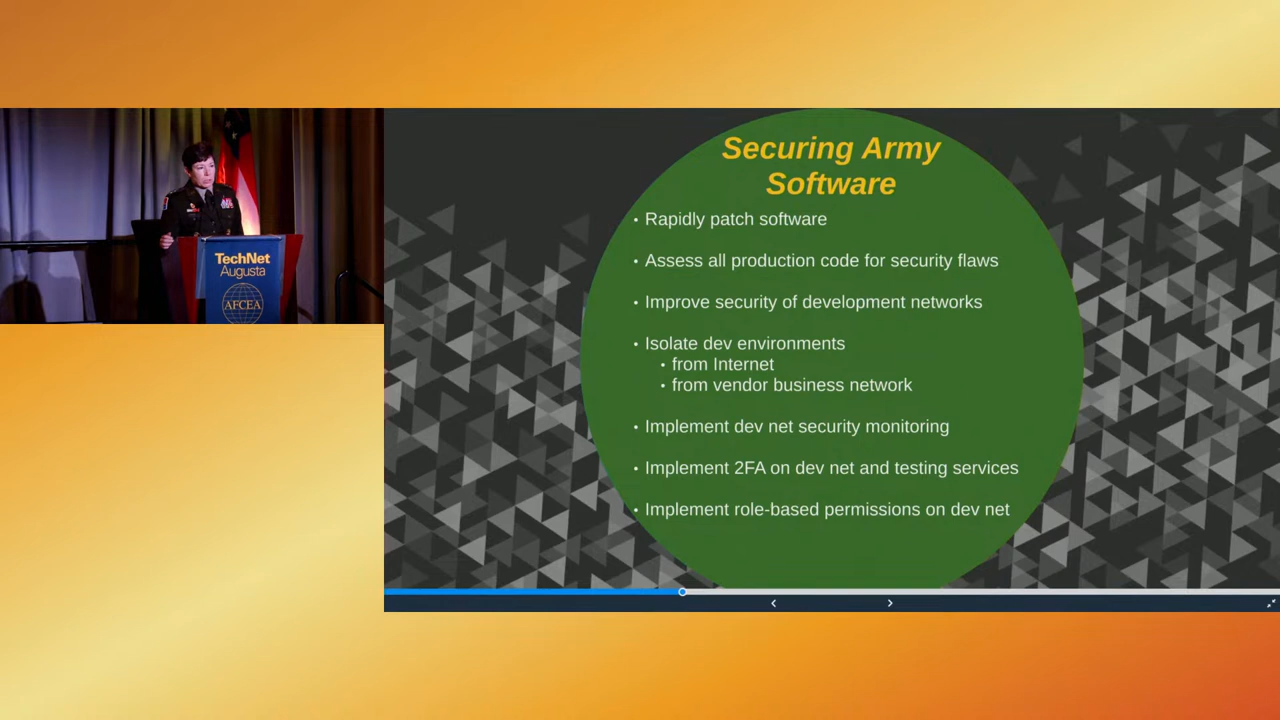 TechNet
Augusta
AFCEA
Securing Army
Software
• Rapidly patch software
• Assess all production code for security flaws
• Improve security of development networks
• Isolate dev environments
• from Internet
• from vendor business network
• Implement dev net security monitoring
• Implement 2FA on dev net and testing services
• Implement role-based permissions on dev net